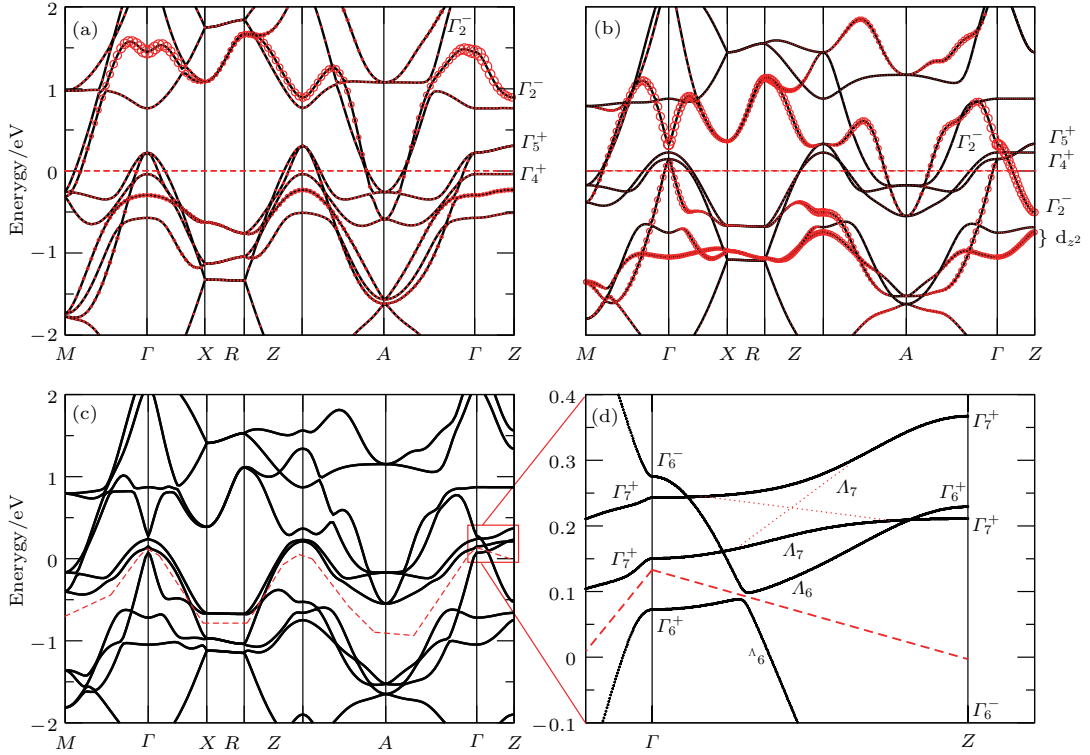 (a)
2
1
0
−1
−2
Enerygy/eV
Γ2−
Γ2−
Γ5+
Γ4+
M Γ X R Z A Γ Z
(b)
Γ2−
Γ5+
Γ4+
Γ2−
} dz2
M Γ X R Z A Γ Z
(c)
2
1
0
−1
−2
Enerygy/eV
M Γ X R Z A Γ Z
(d)
0.4
0.3
0.2
0.1
0
−0.1
Γ6−
Γ7+
Γ7+
Γ6+
Λ7
Λ7
Λ6
Λ6
Γ7+
Γ6+
Γ7+
Γ6−
Γ Z